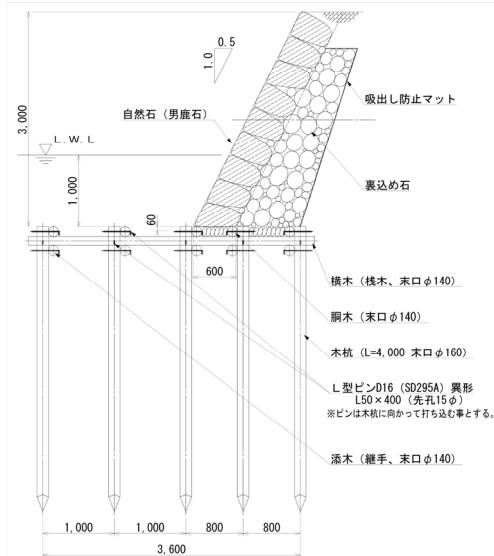 0.5
1.0
自然石（男鹿石）
吸出し防止マット
3,000
L.W.L
裏込め石
1,000
60
600
横木（桟木、末口φ140）
胴木（末口φ140）
木杭（L=4,000 末口φ160）
L型ピンD16（SD295A）異形
L50×400（先孔15φ）
※ピンは木杭に向かって打ち込む事とする。
添木（継手、末口φ140）
1,000
1,000
800
800
3,600